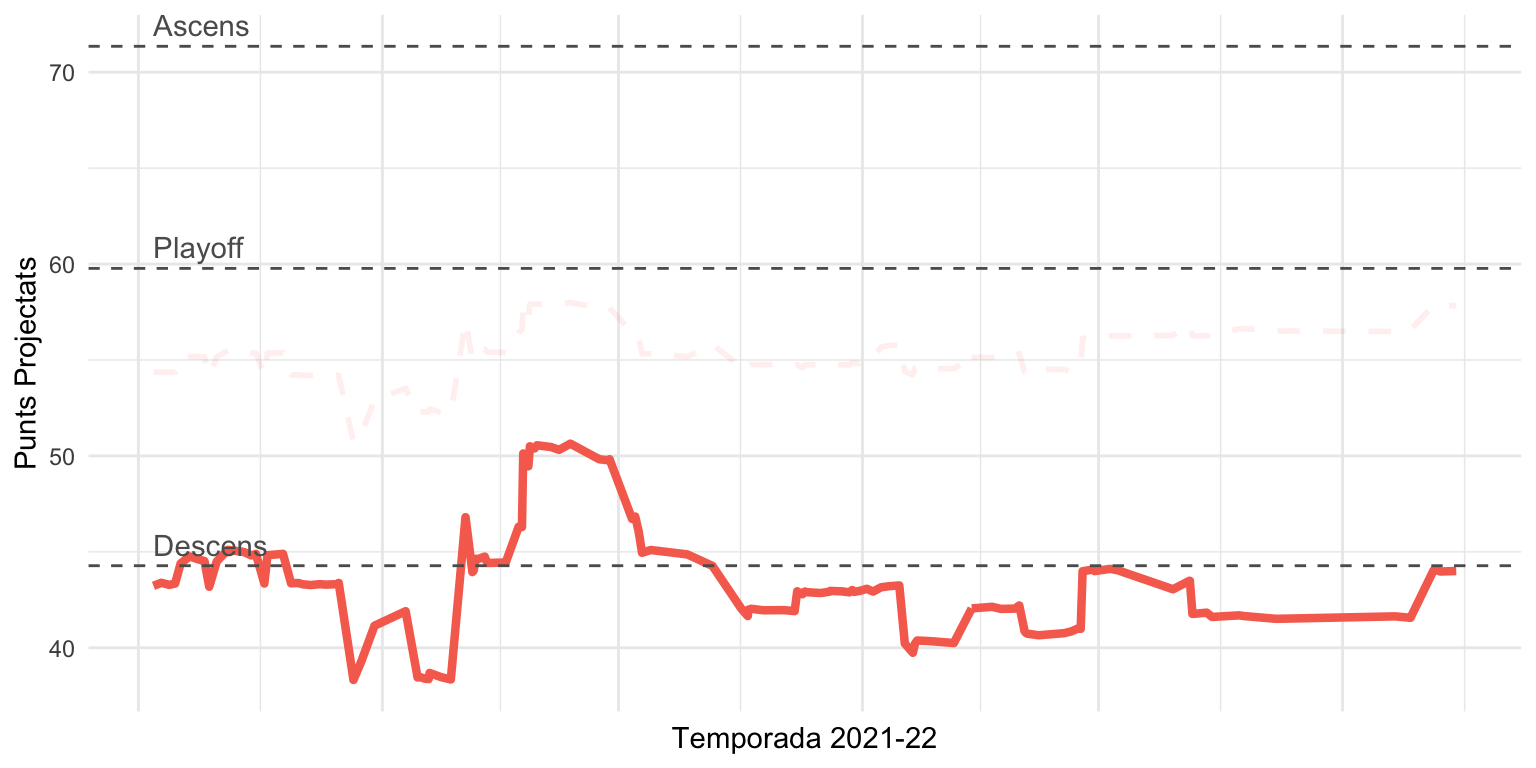 Ascens
70
Playoff
60
50
Descens
40
Punts Projectats
Temporada 2021-22